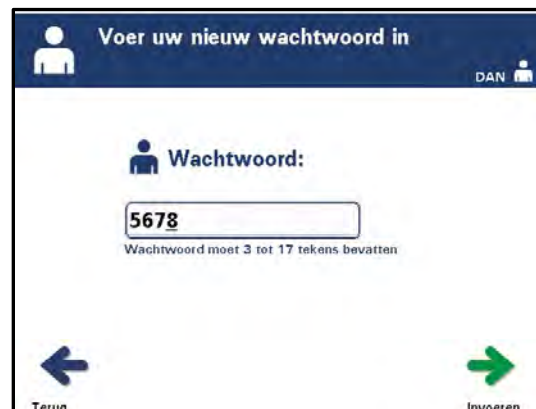 Voer uw nieuw wachtwoord in
DAN
Wachtwoord:
5678
Wachtwoord moet 3 tot 17 tekens bevatten
Terug
Invoeren